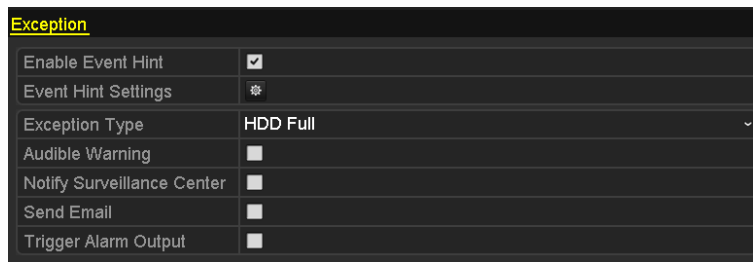 Exception
Enable Event Hint
Event Hint Settings
Exception Type HDD Full
Audible Warning
Notify Surveillance Center
Send Email
Trigger Alarm Output